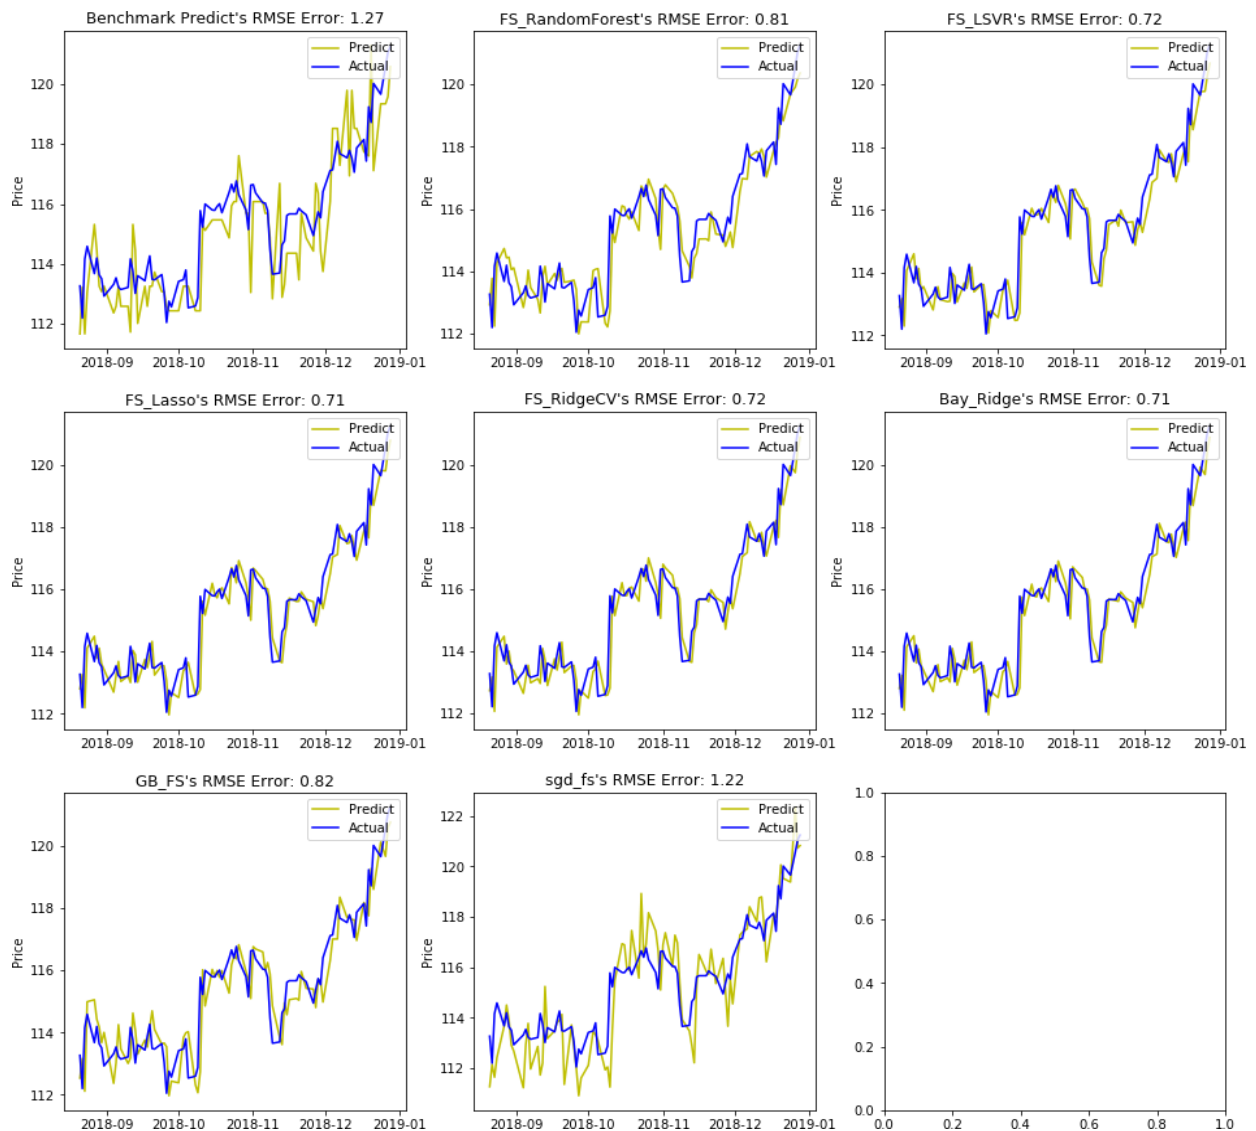 Benchmark Predict's RMSE Error: 1.27
Predict
Actual
Price
120
118
116
114
112
2018-09 2018-10 2018-11 2018-12 2019-01
FS_RandomForest's RMSE Error: 0.81
Predict
Actual
Price
120
118
116
114
112
2018-09 2018-10 2018-11 2018-12 2019-01
FS_LSVR's RMSE Error: 0.72
Predict
Actual
Price
120
118
116
114
112
2018-09 2018-10 2018-11 2018-12 2019-01
FS_Lasso's RMSE Error: 0.71
Predict
Actual
Price
120
118
116
114
112
2018-09 2018-10 2018-11 2018-12 2019-01
FS_RidgeCV's RMSE Error: 0.72
Predict
Actual
Price
120
118
116
114
112
2018-09 2018-10 2018-11 2018-12 2019-01
Bay_Ridge's RMSE Error: 0.71
Predict
Actual
Price
120
118
116
114
112
2018-09 2018-10 2018-11 2018-12 2019-01
GB_FS's RMSE Error: 0.82
Predict
Actual
Price
120
118
116
114
112
2018-09 2018-10 2018-11 2018-12 2019-01
sgd_fs's RMSE Error: 1.22
Predict
Actual
Price
122
120
118
116
114
112
2018-09 2018-10 2018-11 2018-12 2019-01
1.0
0.8
0.6
0.4
0.2
0.0
0.0 0.2 0.4 0.6 0.8 1.0